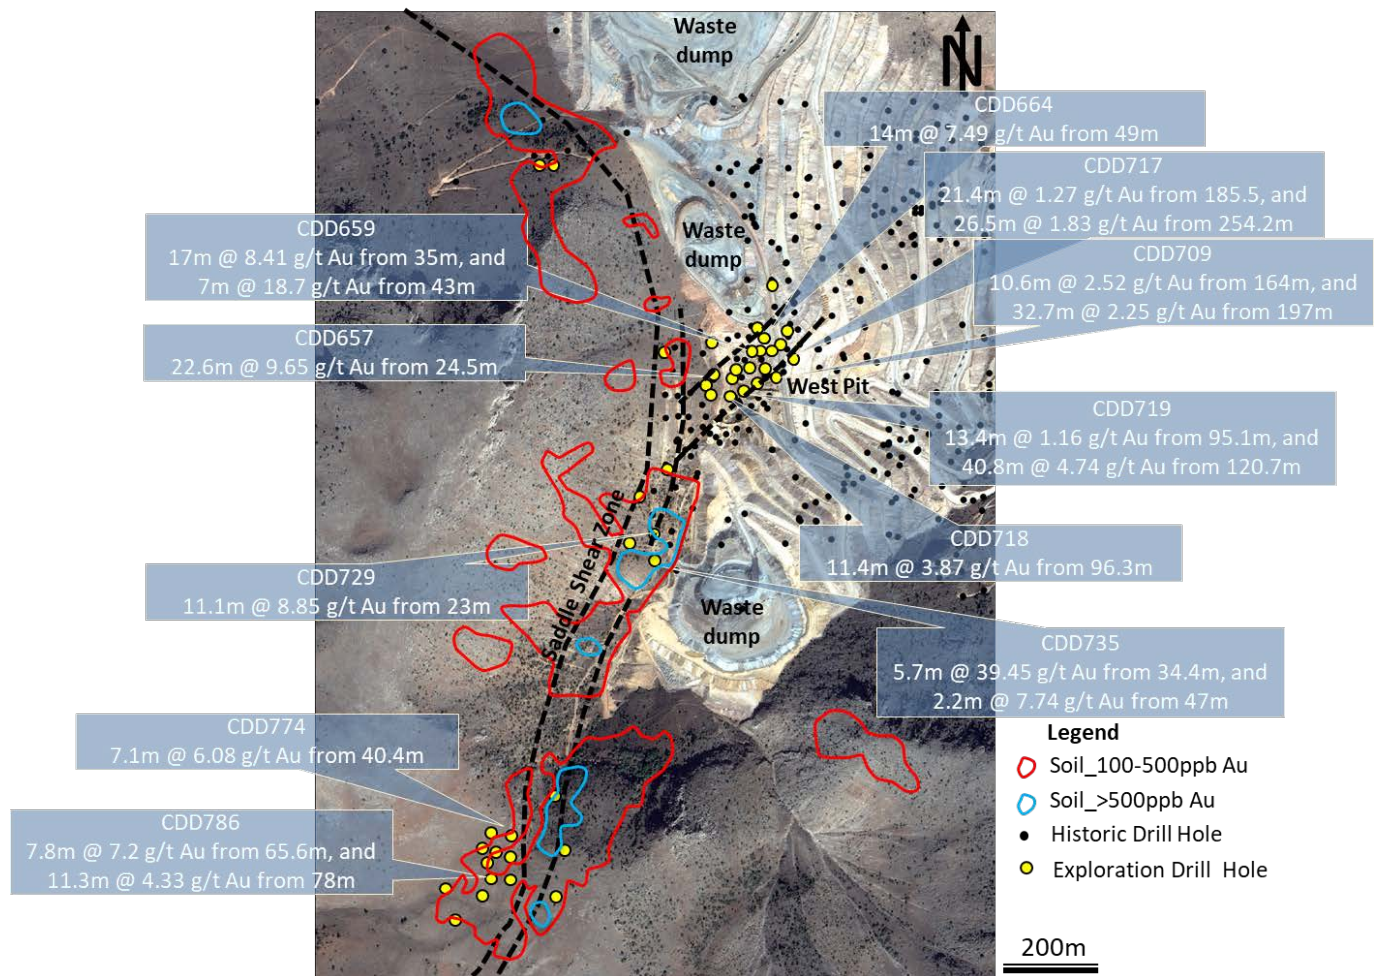 Waste
dump
N
CDD664
14m @ 7.49 g/t Au from 49m
CDD717
21.4m @ 1.27 g/t Au from 185.5, and
26.5m @ 1.83 g/t Au from 254.2m
CDD659
17m @ 8.41 g/t Au from 35m, and
7m @ 18.7 g/t Au from 43m
Waste
dump
CDD709
10.6m @ 2.52 g/t Au from 164m, and
32.7m @ 2.25 g/t Au from 197m
CDD657
22.6m @ 9.65 g/t Au from 24.5m
West Pit
CDD719
13.4m @ 1.16 g/t Au from 95.1m, and
40.8m @ 4.74 g/t Au from 120.7m
Saddle Shear Zone
CDD718
11.4m @ 3.87 g/t Au from 96.3m
CDD729
11.1m @ 8.85 g/t Au from 23m
Waste
dump
CDD735
5.7m @ 39.45 g/t Au from 34.4m, and
2.2m @ 7.74 g/t Au from 47m
CDD774
7.1m @ 6.08 g/t Au from 40.4m
CDD786
7.8m @ 7.2 g/t Au from 65.6m, and
11.3m @ 4.33 g/t Au from 78m
Legend
Soil_100-500ppb Au
Soil_>500ppb Au
Historic Drill Hole
Exploration Drill Hole
200m